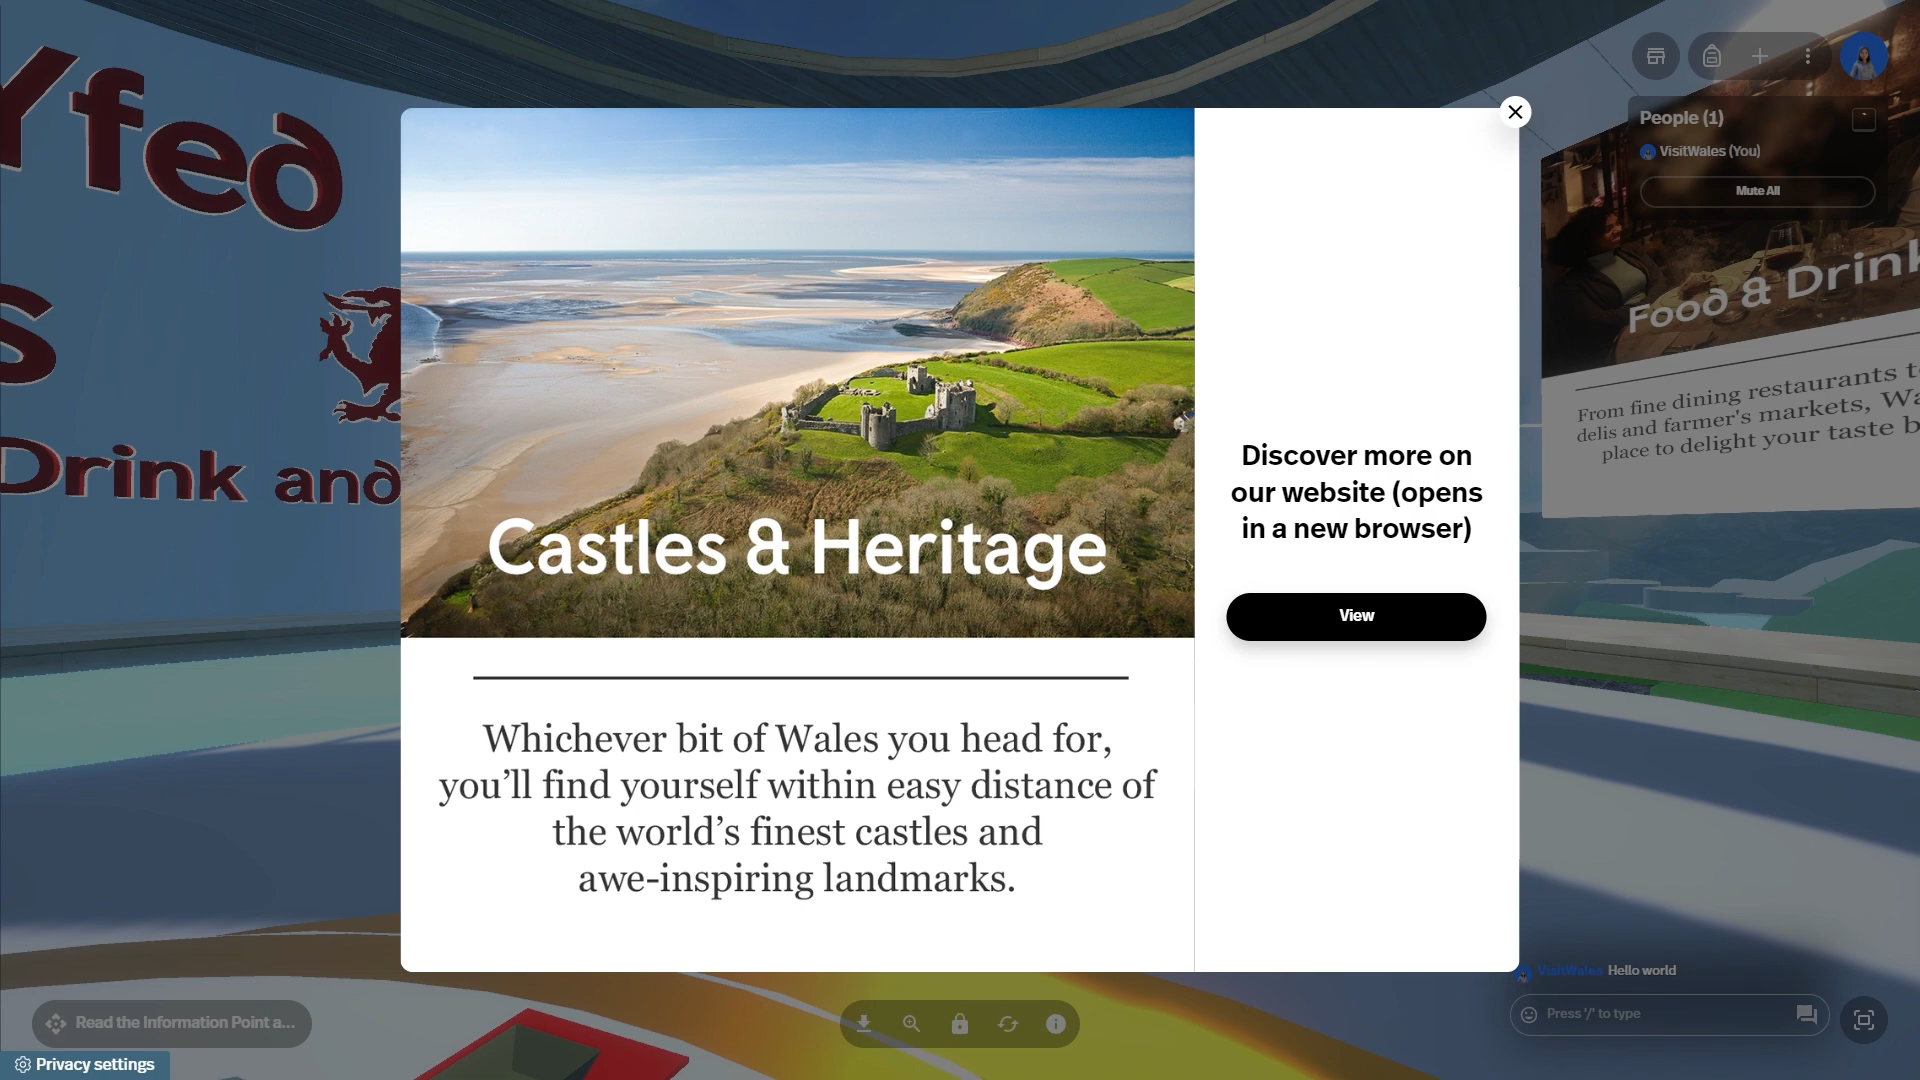 Yfed
s
Drink and
People (1)
VisitWales (You)
Mute All
Food & Drink
From fine dining restaurants
delis and farmer's markets,
place to delight your taste
Castles & Heritage
Whichever bit of Wales you head for,
you’ll find yourself within easy distance of
the world’s finest castles and
awe-inspiring landmarks.
Discover more on
our website (opens
in a new browser)
View
VisitWales Hello world
Press '/' to type
Read the Information Point a...
Privacy settings